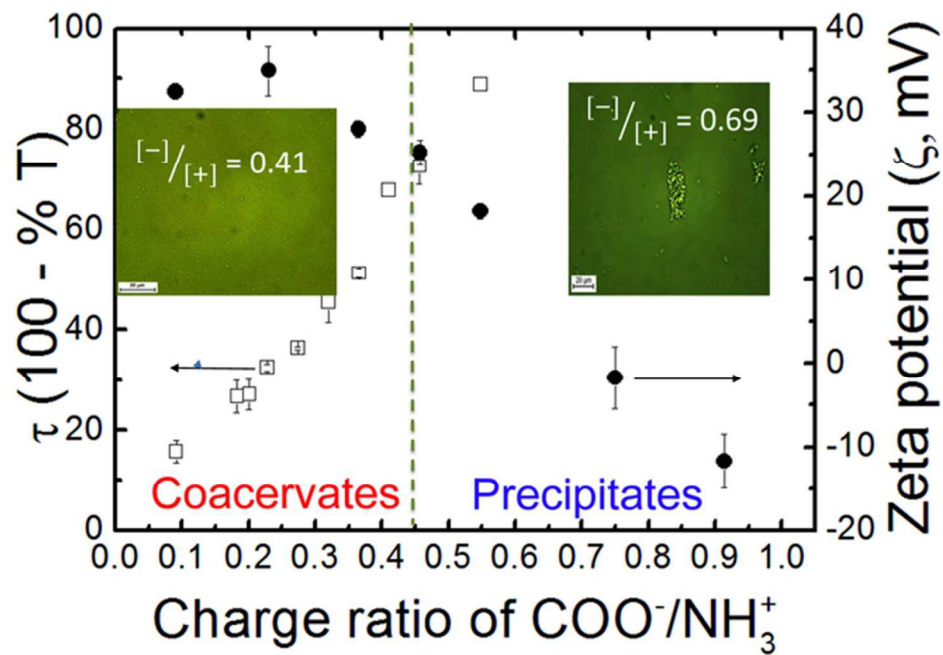 100
80
60
40
20
0
τ (100 - % T)
40
30
20
10
0
-10
-20
Zeta potential (ζ, mV)
[−]/[+] = 0.41
[−]/[+] = 0.69
20 µm
Coacervates
Precipitates
0.0 0.1 0.2 0.3 0.4 0.5 0.6 0.7 0.8 0.9 1.0
Charge ratio of COO⁻/NH₃⁺